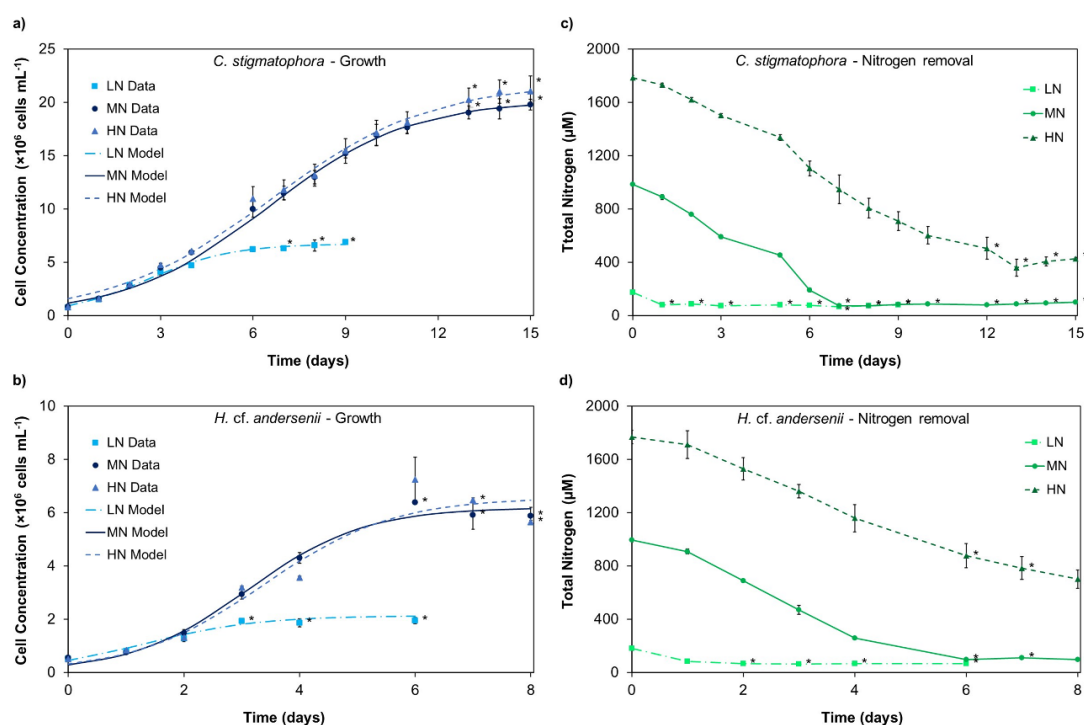 a)
C. stigmatophora - Growth
Cell Concentration (×10⁶ cells mL⁻¹)
25
20
15
10
5
0
LN Data
MN Data
HN Data
LN Model
MN Model
HN Model
0 3 6 9 12 15
Time (days)
c)
C. stigmatophora - Nitrogen removal
Ttotal Nitrogen (µM)
2000
1600
1200
800
400
0
LN
MN
HN
0 3 6 9 12 15
Time (days)
b)
H. cf. andersenii - Growth
Cell Concentration (×10⁶ cells mL⁻¹)
10
8
6
4
2
0
LN Data
MN Data
HN Data
LN Model
MN Model
HN Model
0 2 4 6 8
Time (days)
d)
H. cf. andersenii - Nitrogen removal
Total Nitrogen (µM)
2000
1600
1200
800
400
0
LN
MN
HN
0 2 4 6 8
Time (days)